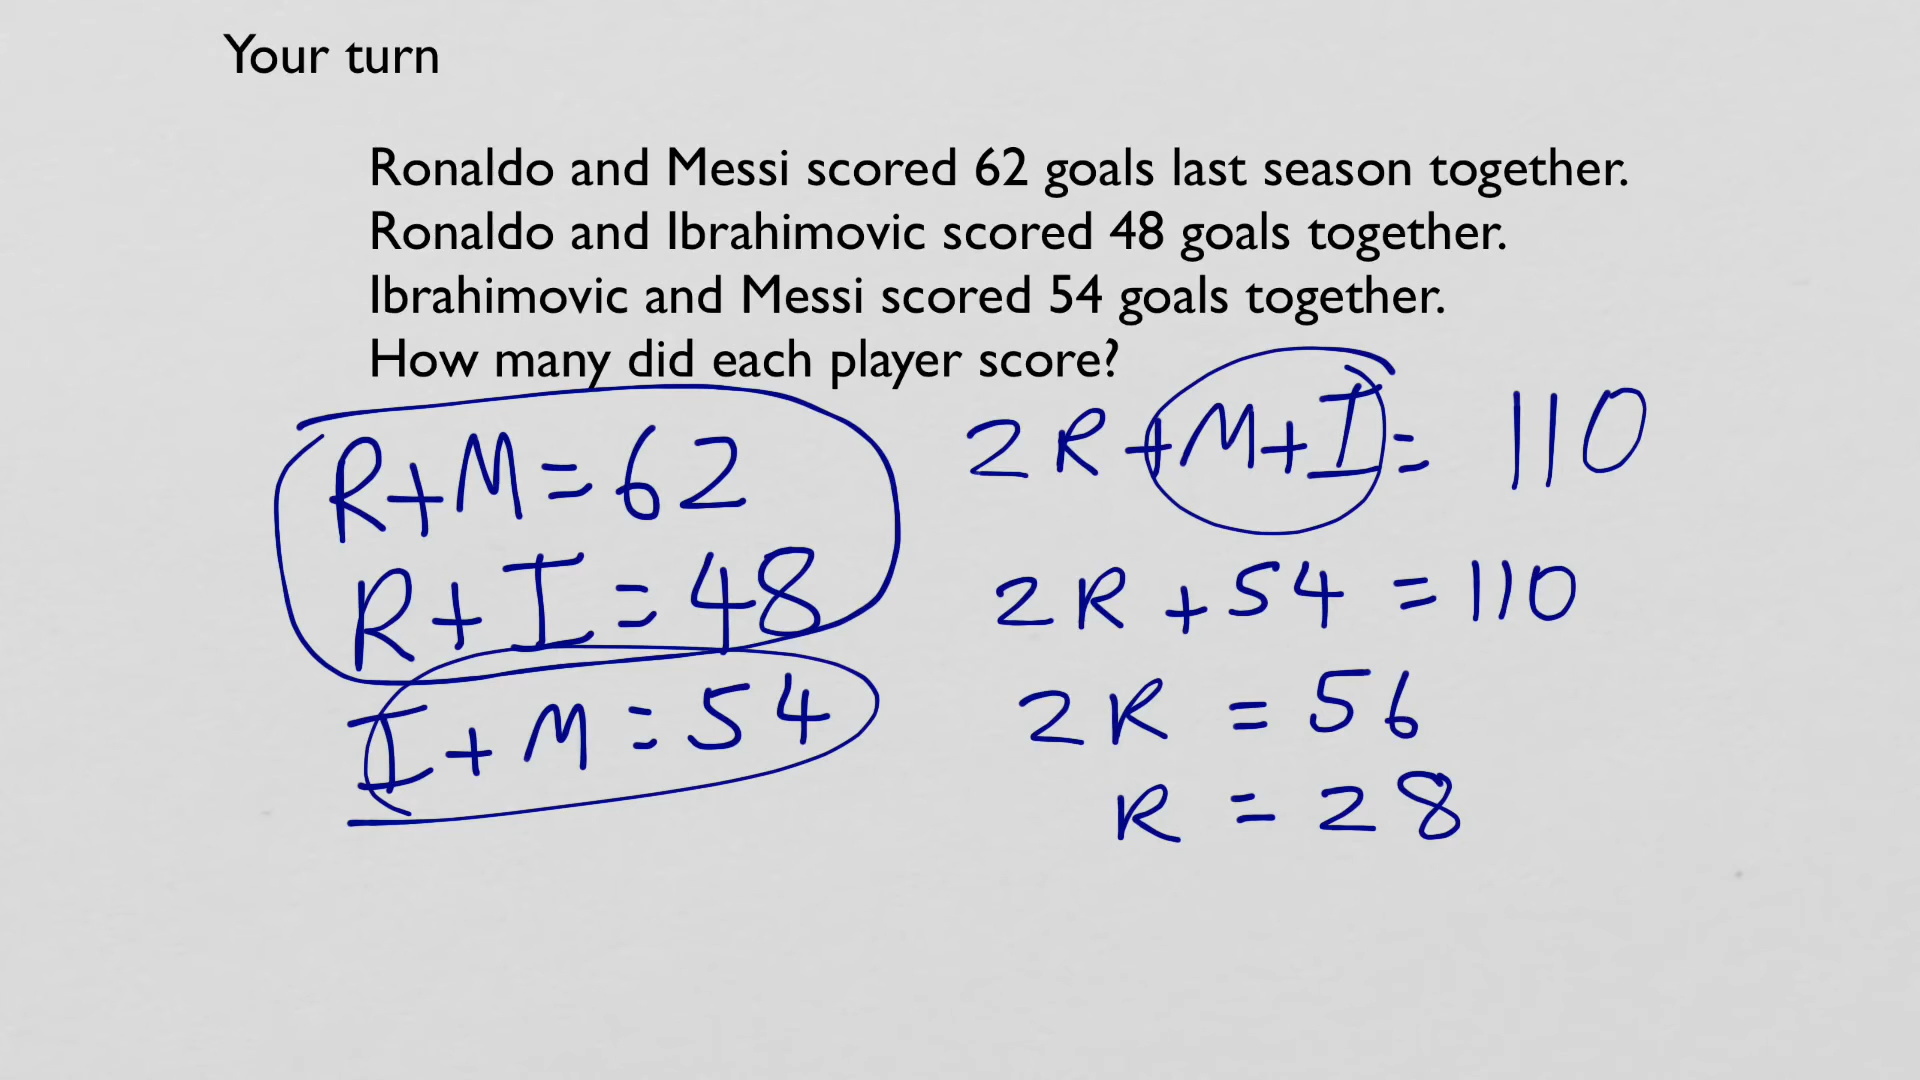 Your turn
Ronaldo and Messi scored 62 goals last season together.
Ronaldo and Ibrahimovic scored 48 goals together.
Ibrahimovic and Messi scored 54 goals together.
How many did each player score?
R+M=62
R+I=48
I+M=54
2R+M+I=110
2R+54=110
2R=56
R=28